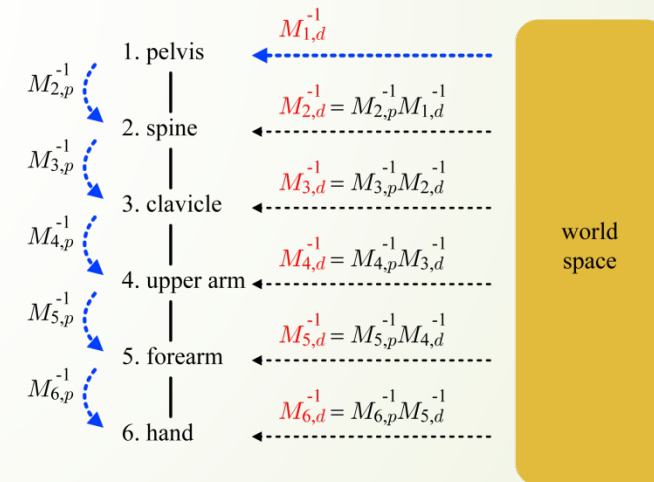 M_{1,d}^{-1}
1. pelvis
M_{2,p}^{-1}
M_{2,d}^{-1} = M_{2,p}^{-1} M_{1,d}^{-1}
2. spine
M_{3,p}^{-1}
M_{3,d}^{-1} = M_{3,p}^{-1} M_{2,d}^{-1}
3. clavicle
M_{4,p}^{-1}
world
space
M_{4,d}^{-1} = M_{4,p}^{-1} M_{3,d}^{-1}
4. upper arm
M_{5,p}^{-1}
M_{5,d}^{-1} = M_{5,p}^{-1} M_{4,d}^{-1}
5. forearm
M_{6,p}^{-1}
M_{6,d}^{-1} = M_{6,p}^{-1} M_{5,d}^{-1}
6. hand